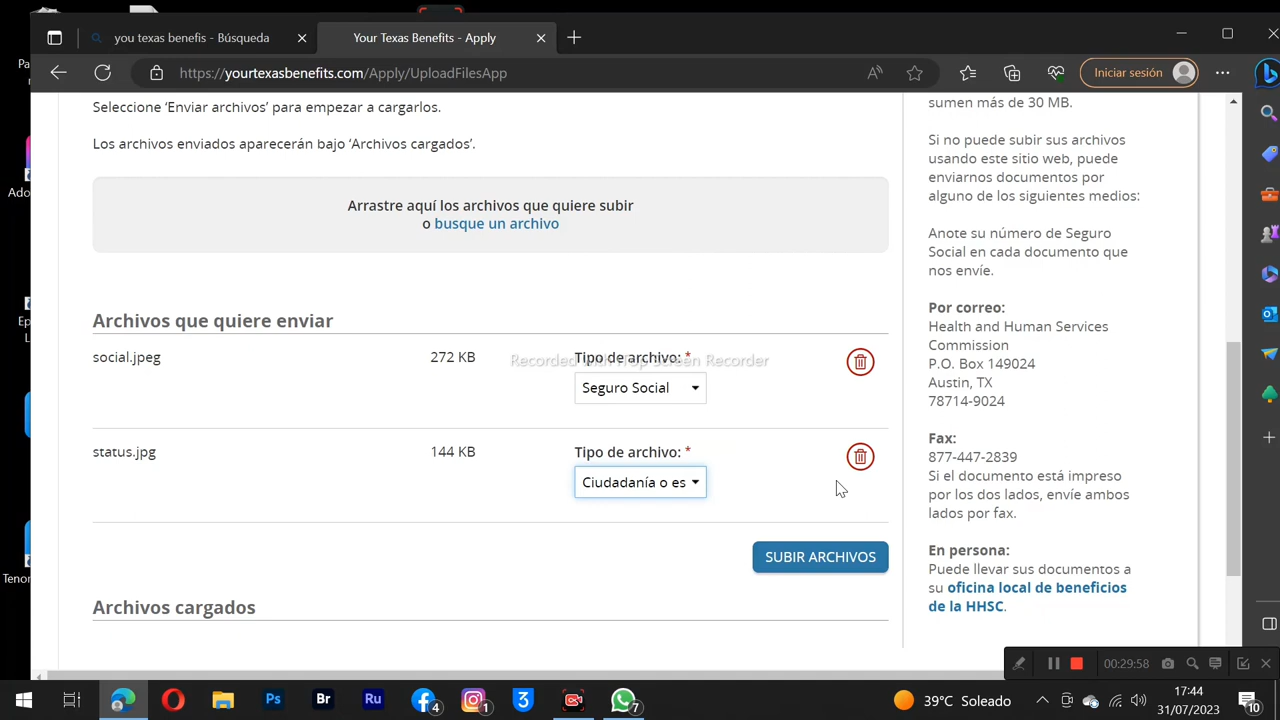 you texas benefis - Búsqueda
Your Texas Benefits - Apply
https://yourtexasbenefits.com/Apply/UploadFilesApp
Iniciar sesión
Seleccione ‘Enviar archivos’ para empezar a cargarlos.
Los archivos enviados aparecerán bajo ‘Archivos cargados’.
Arrastre aquí los archivos que quiere subir
o busque un archivo
Archivos que quiere enviar
social.jpeg
272 KB
Tipo de archivo: *
Seguro Social
status.jpg
144 KB
Tipo de archivo: *
Ciudadanía o es
SUBIR ARCHIVOS
Archivos cargados
sumen más de 30 MB.
Si no puede subir sus archivos
usando este sitio web, puede
enviarnos documentos por
alguno de los siguientes medios:
Anote su número de Seguro
Social en cada documento que
nos envíe.
Por correo:
Health and Human Services
Commission
P.O. Box 149024
Austin, TX
78714-9024
Fax:
877-447-2839
Si el documento está impreso
por los dos lados, envíe ambos
lados por fax.
En persona:
Puede llevar sus documentos a
su oficina local de beneficios
de la HHSC.
00:29:58
Ps
Br
Ru
4
1
3
7
39°C Soleado
17:44
31/07/2023
10